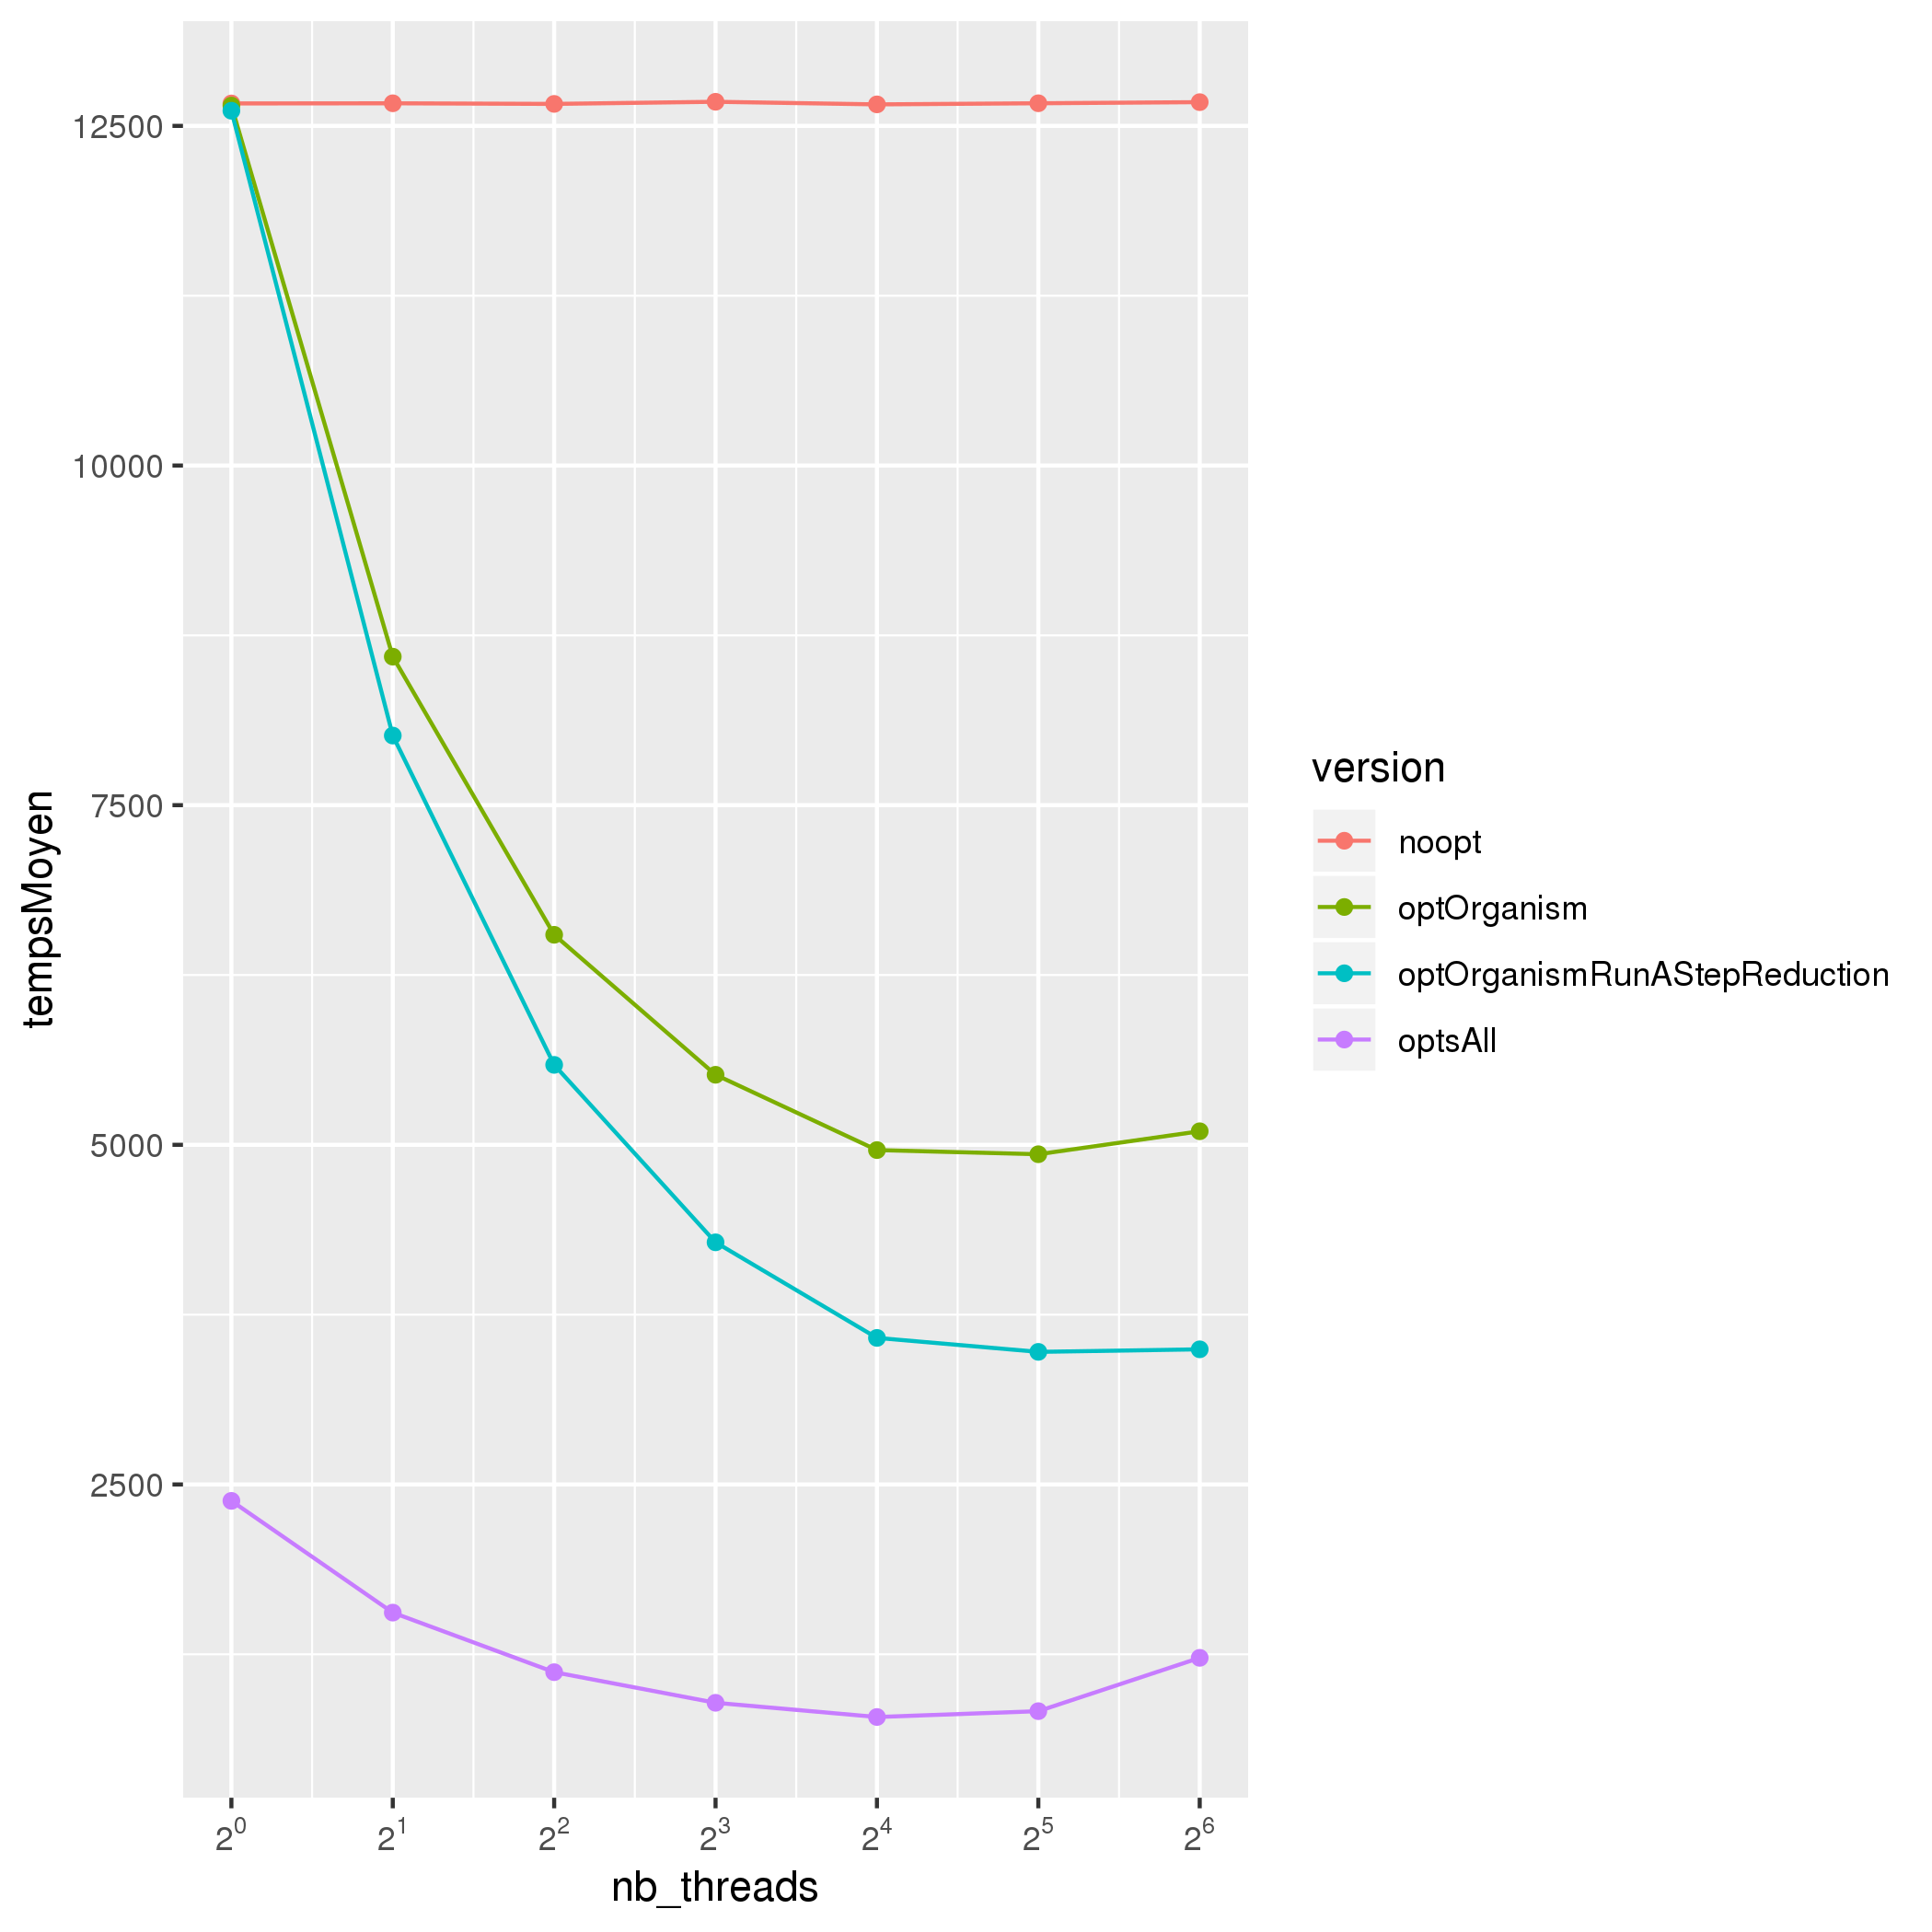 12500
10000
7500
5000
2500
tempsMoyen
2^0 2^1 2^2 2^3 2^4 2^5 2^6
nb_threads
version
noopt
optOrganism
optOrganismRunAStepReduction
optsAll